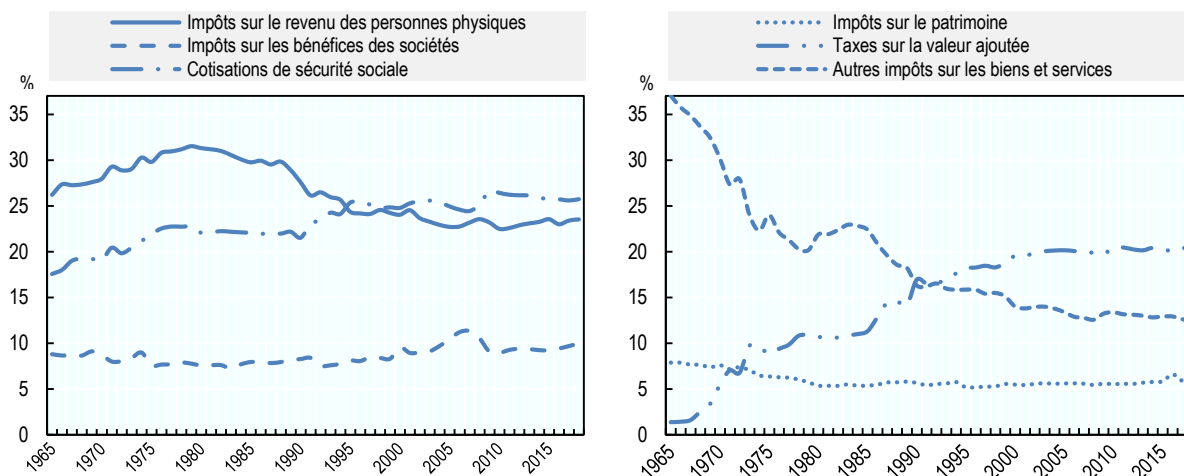 Impôts sur le revenu des personnes physiques
Impôts sur les bénéfices des sociétés
Cotisations de sécurité sociale
%
35
30
25
20
15
10
5
0
1965 1970 1975 1980 1985 1990 1995 2000 2005 2010 2015
Impôts sur le patrimoine
Taxes sur la valeur ajoutée
Autres impôts sur les biens et services
%
35
30
25
20
15
10
5
0
1965 1970 1975 1980 1985 1990 1995 2000 2005 2010 2015